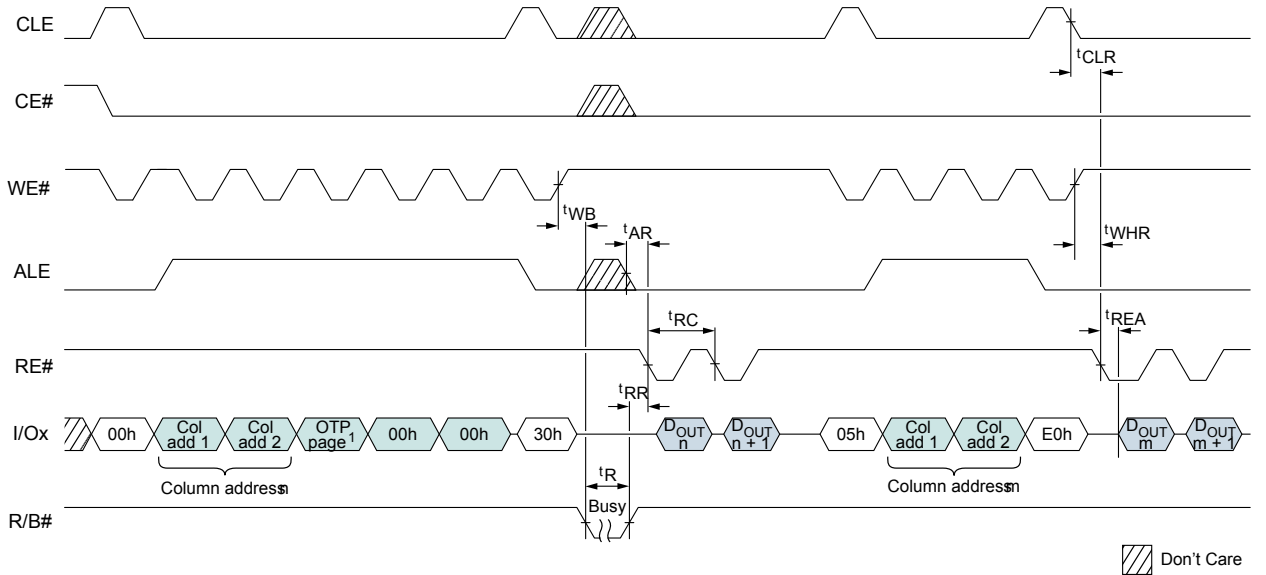 CLE
tCLR
CE#
WE#
tWB
tAR
tWHR
ALE
tRC
tREA
RE#
tRR
I/Ox
00h
Col add 1
Col add 2
OTP page1
00h
00h
30h
DOUT n
DOUT n + 1
05h
Col add 1
Col add 2
E0h
DOUT m
DOUT m + 1
Column address n
tR
Column address m
Busy
R/B#
Don't Care